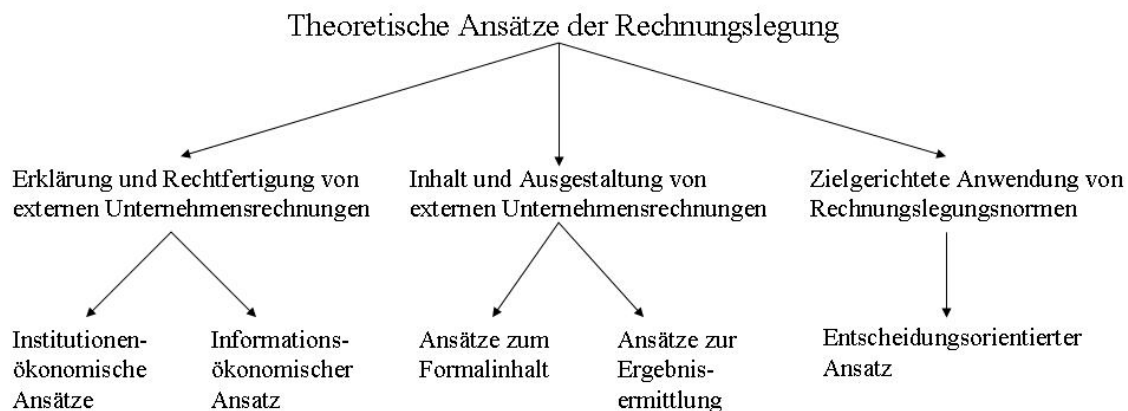 Theoretische Ansätze der Rechnungslegung
Erklärung und Rechtfertigung von
externen Unternehmensrechnungen
Inhalt und Ausgestaltung von
externen Unternehmensrechnungen
Zielgerichtete Anwendung von
Rechnungslegungsnormen
Institutionen-
ökonomische
Ansätze
Informations-
ökonomischer
Ansatz
Ansätze zum
Formalinhalt
Ansätze zur
Ergebnis-
ermittlung
Entscheidungsorientierter
Ansatz